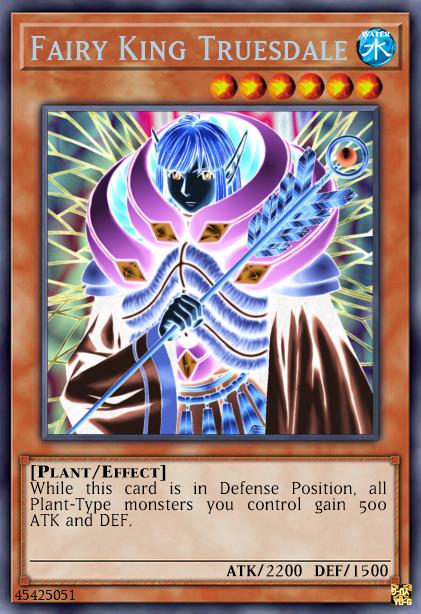 Fairy King Truesdale
WATER
水
[Plant/Effect]
While this card is in Defense Position, all
Plant-Type monsters you control gain 500
ATK and DEF.
ATK/2200 DEF/1500
45425051